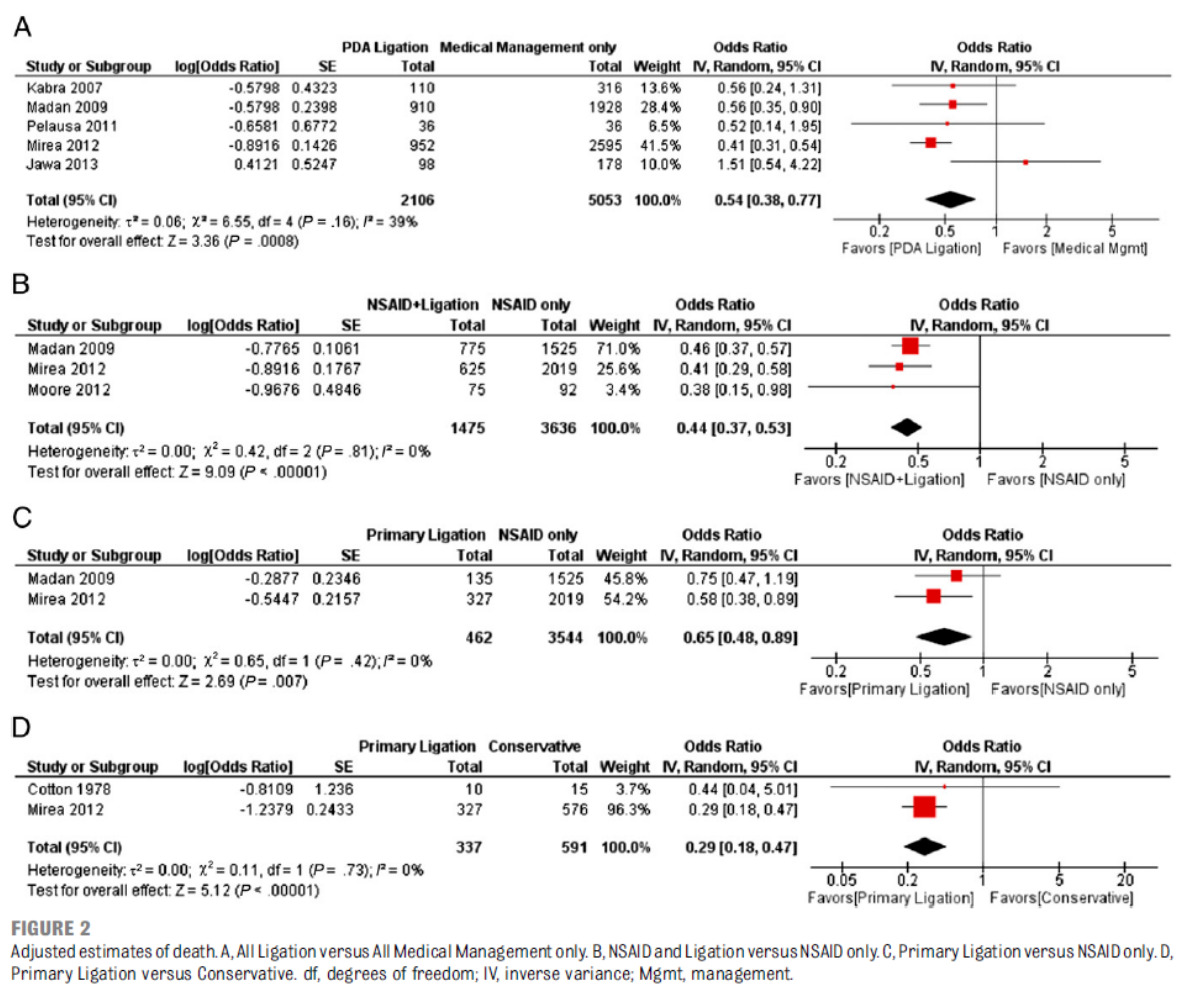 A
PDA Ligation Medical Management only Odds Ratio Odds Ratio
Study or Subgroup log[Odds Ratio] SE Total Total Weight IV, Random, 95% CI IV, Random, 95% CI
Kabra 2007 -0.5798 0.4323 110 316 13.6% 0.56 [0.24, 1.31]
Madan 2009 -0.5798 0.2398 910 1928 28.4% 0.56 [0.35, 0.90]
Pelausa 2011 -0.6581 0.6772 36 36 6.5% 0.52 [0.14, 1.95]
Mirea 2012 -0.8916 0.1426 952 2595 41.5% 0.41 [0.31, 0.54]
Jawa 2013 0.4121 0.5247 98 178 10.0% 1.51 [0.54, 4.22]
Total (95% CI) 2106 5053 100.0% 0.54 [0.38, 0.77]
Heterogeneity: τ² = 0.06; χ² = 6.55, df = 4 (P = .16); I² = 39%
Test for overall effect: Z = 3.36 (P = .0008)
0.2 0.5 1 2 5
Favors [PDA Ligation] Favors [Medical Mgmt]
B
NSAID+Ligation NSAID only Odds Ratio Odds Ratio
Study or Subgroup log[Odds Ratio] SE Total Total Weight IV, Random, 95% CI IV, Random, 95% CI
Madan 2009 -0.7765 0.1061 775 1525 71.0% 0.46 [0.37, 0.57]
Mirea 2012 -0.8916 0.1767 625 2019 25.6% 0.41 [0.29, 0.58]
Moore 2012 -0.9676 0.4846 75 92 3.4% 0.38 [0.15, 0.98]
Total (95% CI) 1475 3636 100.0% 0.44 [0.37, 0.53]
Heterogeneity: τ² = 0.00; χ² = 0.42, df = 2 (P = .81); I² = 0%
Test for overall effect: Z = 9.09 (P < .00001)
0.2 0.5 1 2 5
Favors [NSAID+Ligation] Favors [NSAID only]
C
Primary Ligation NSAID only Odds Ratio Odds Ratio
Study or Subgroup log[Odds Ratio] SE Total Total Weight IV, Random, 95% CI IV, Random, 95% CI
Madan 2009 -0.2877 0.2346 135 1525 45.8% 0.75 [0.47, 1.19]
Mirea 2012 -0.5447 0.2157 327 2019 54.2% 0.58 [0.38, 0.89]
Total (95% CI) 462 3544 100.0% 0.65 [0.48, 0.89]
Heterogeneity: τ² = 0.00; χ² = 0.65, df = 1 (P = .42); I² = 0%
Test for overall effect: Z = 2.69 (P = .007)
0.2 0.5 1 2 5
Favors[Primary Ligation] Favors[NSAID only]
D
Primary Ligation Conservative Odds Ratio Odds Ratio
Study or Subgroup log[Odds Ratio] SE Total Total Weight IV, Random, 95% CI IV, Random, 95% CI
Cotton 1978 -0.8109 1.236 10 15 3.7% 0.44 [0.04, 5.01]
Mirea 2012 -1.2379 0.2433 327 576 96.3% 0.29 [0.18, 0.47]
Total (95% CI) 337 591 100.0% 0.29 [0.18, 0.47]
Heterogeneity: τ² = 0.00; χ² = 0.11, df = 1 (P = .73); I² = 0%
Test for overall effect: Z = 5.12 (P < .00001)
0.05 0.2 1 5 20
Favors[Primary Ligation] Favors[Conservative]
FIGURE 2
Adjusted estimates of death. A, All Ligation versus All Medical Management only. B, NSAID and Ligation versus NSAID only. C, Primary Ligation versus NSAID only. D,
Primary Ligation versus Conservative. df, degrees of freedom; IV, inverse variance; Mgmt, management.